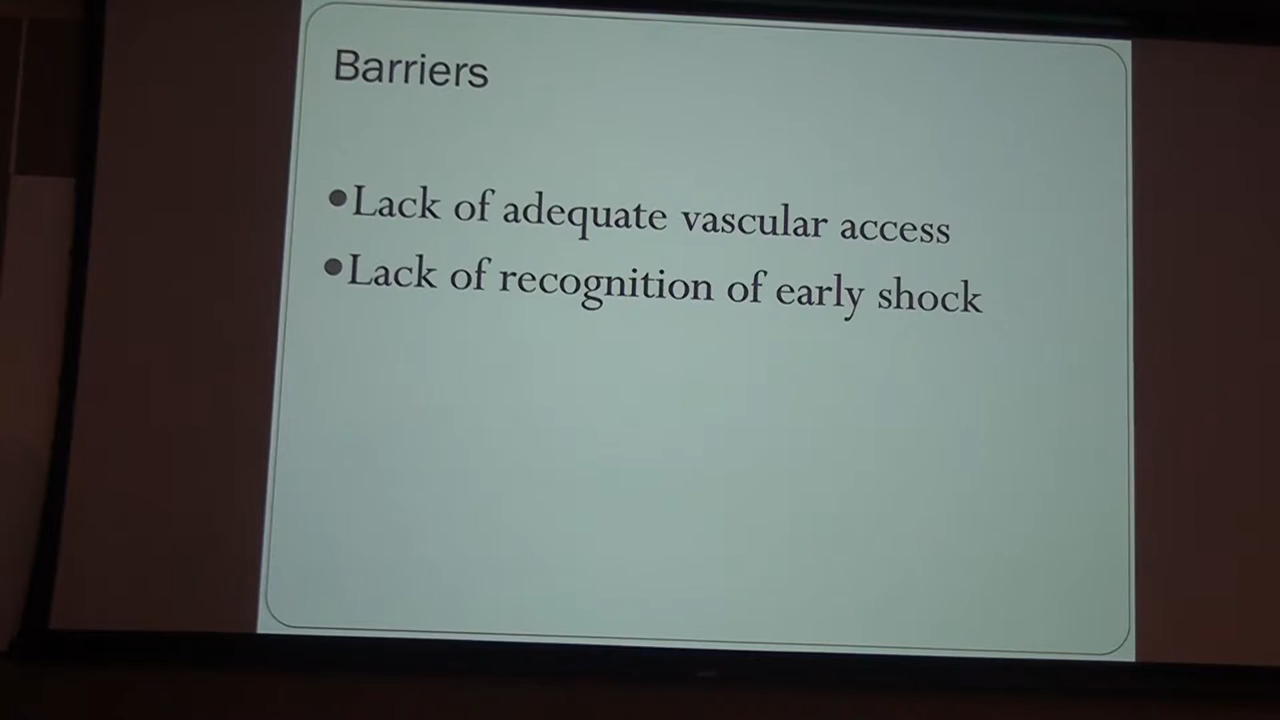 Barriers
•Lack of adequate vascular access
•Lack of recognition of early shock